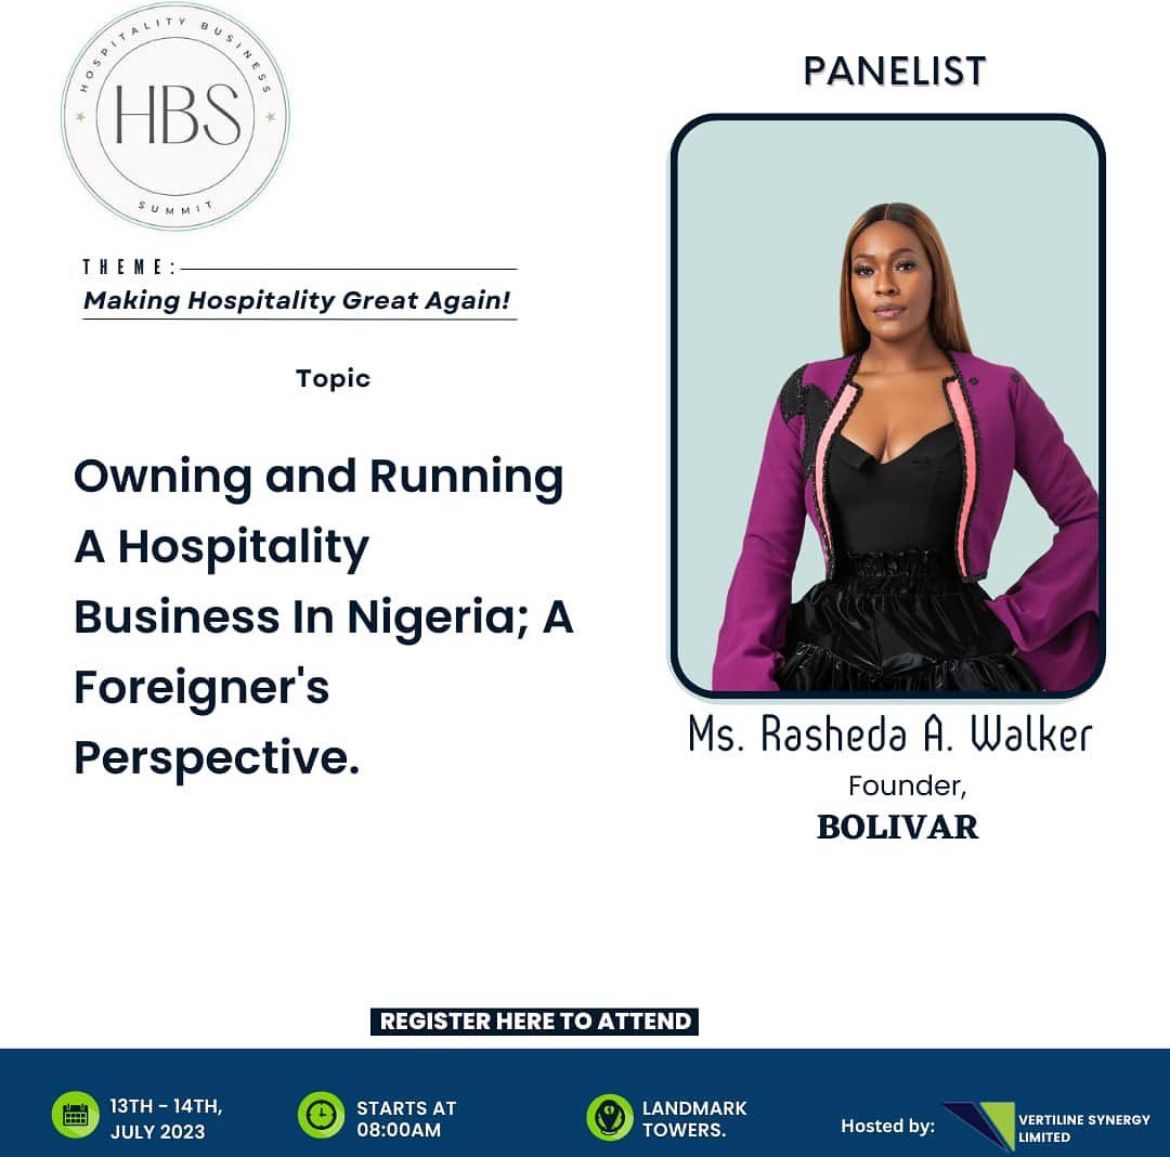 HOSPITALITY BUSINESS
HBS
SUMMIT
THEME:
Making Hospitality Great Again!
Topic
Owning and Running
A Hospitality
Business In Nigeria; A
Foreigner's
Perspective.
PANELIST
Ms. Rasheda A. Walker
Founder,
BOLIVAR
REGISTER HERE TO ATTEND
13TH - 14TH,
JULY 2023
STARTS AT
08:00AM
LANDMARK
TOWERS.
Hosted by:
VERTILINE SYNERGY
LIMITED